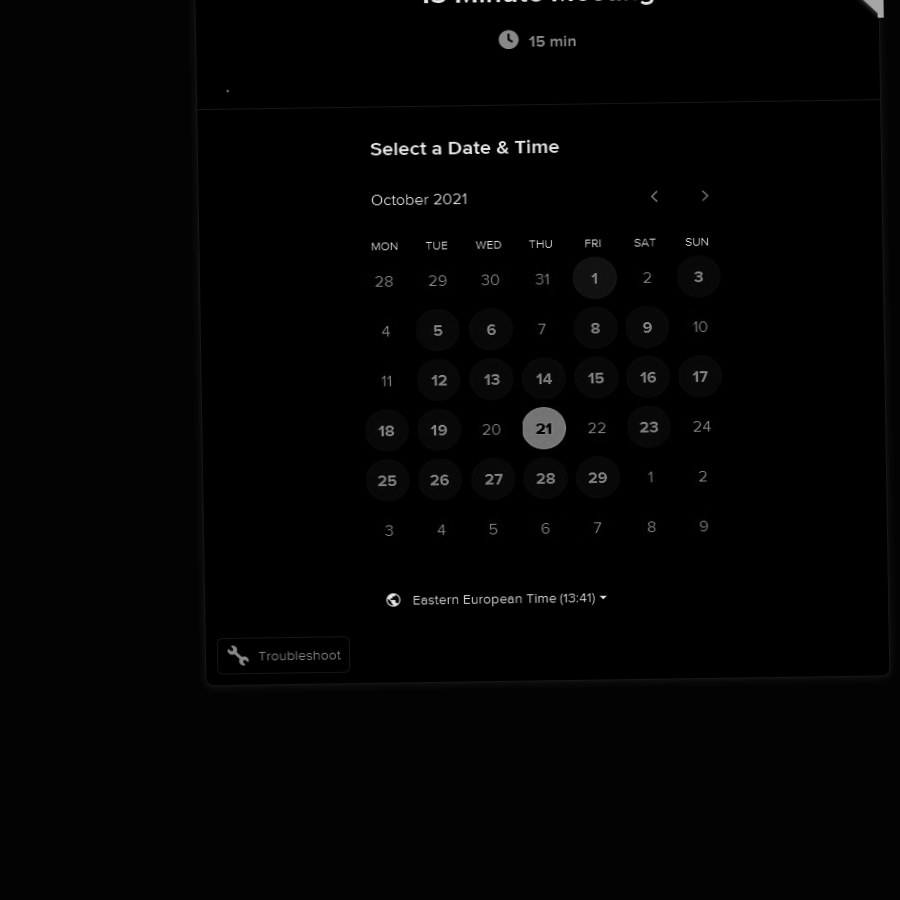 15 Minute Meeting
15 min
Select a Date & Time
October 2021
MON TUE WED THU FRI SAT SUN
28 29 30 31 1 2 3
4 5 6 7 8 9 10
11 12 13 14 15 16 17
18 19 20 21 22 23 24
25 26 27 28 29 1 2
3 4 5 6 7 8 9
Eastern European Time (13:41)
Troubleshoot